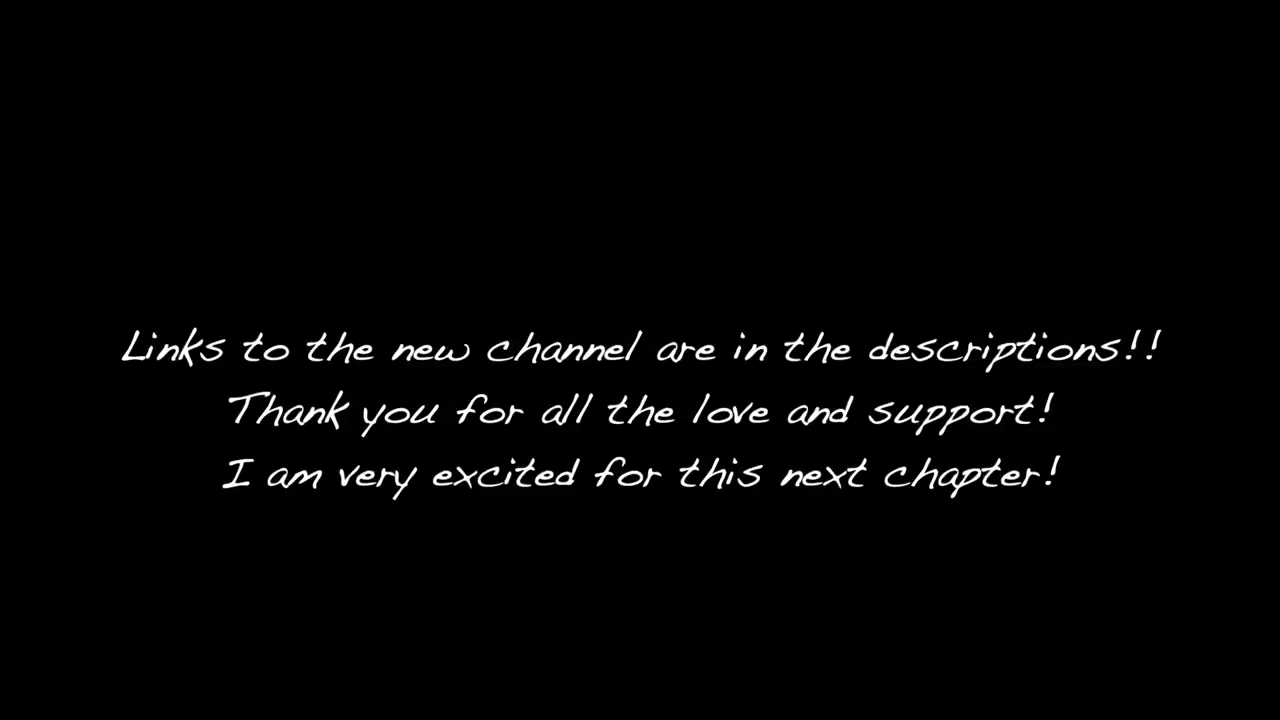 Links to the new channel are in the descriptions!!
Thank you for all the love and support!
I am very excited for this next chapter!